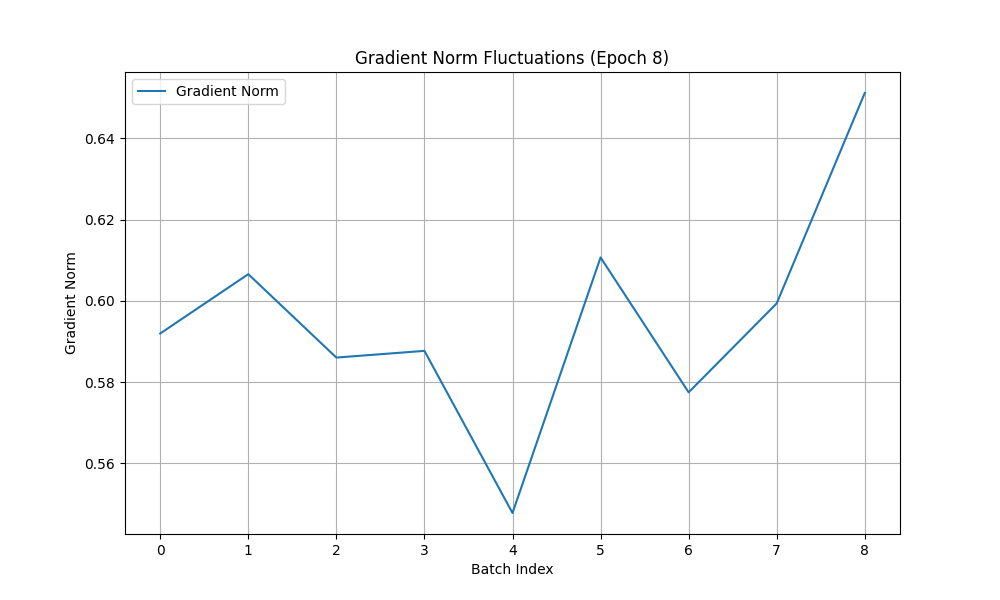 Gradient Norm Fluctuations (Epoch 8)
Gradient Norm
0.64
0.62
0.60
0.58
0.56
Gradient Norm
0 1 2 3 4 5 6 7 8
Batch Index